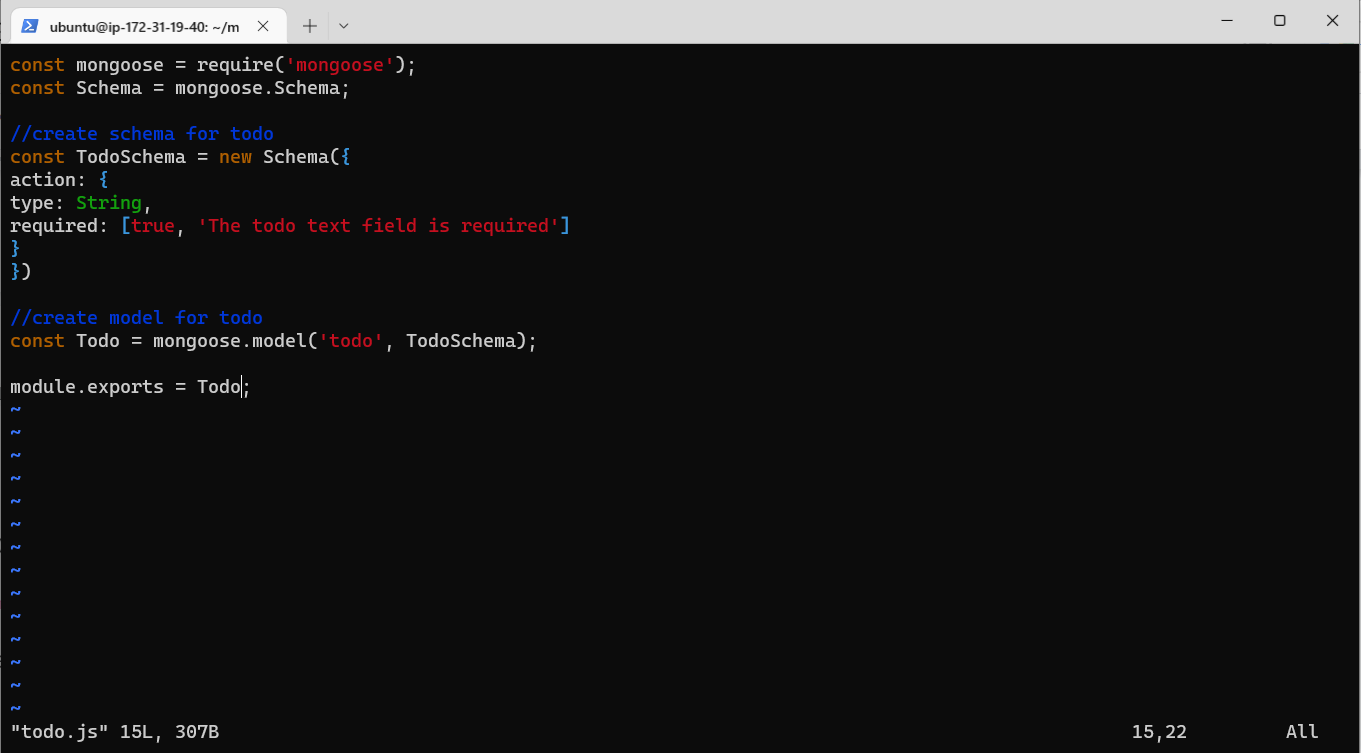 ubuntu@ip-172-31-19-40: ~/m
const mongoose = require('mongoose');
const Schema = mongoose.Schema;
//create schema for todo
const TodoSchema = new Schema({
action: {
type: String,
required: [true, 'The todo text field is required']
}
})
//create model for todo
const Todo = mongoose.model('todo', TodoSchema);
module.exports = Todo;
~
~
~
~
~
~
~
~
~
~
~
~
~
~
"todo.js" 15L, 307B 15,22 All